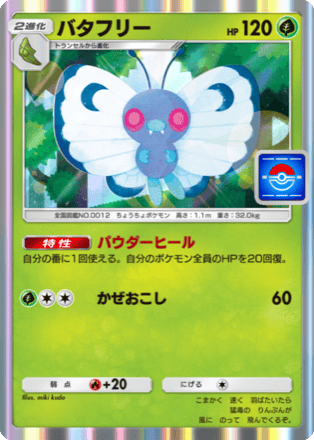 2進化 バタフリー HP 120
トランセルから進化
全国図鑑NO.0012 ちょうちょポケモン 高さ：1.1m 重さ：32.0kg
特性 パウダーヒール
自分の番に1回使える。自分のポケモン全員のHPを20回復。
かぜおこし 60
弱点 +20 にげる
Illus. miki kudo
こまかく 速く 羽ばたいたら
猛毒の りんぷんが
風に のって 飛んでくるぞ。